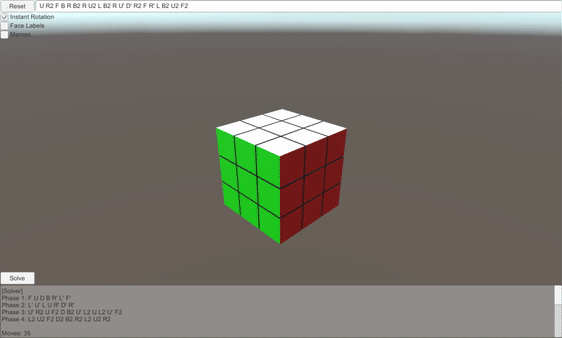 Reset
U R2 F B R B2 R U2 L B2 R U' D' R2 F R' L B2 U2 F2
Instant Rotation
Face Labels
Memes
Solve
[Solver]
Phase 1: F U D B R' L' F'
Phase 2: L' U' L U R' D' R'
Phase 3: U' R2 U F2 D B2 U' L2 U L2 U' F2
Phase 4: L2 U2 F2 D2 B2 R2 L2 U2 R2
Moves: 35